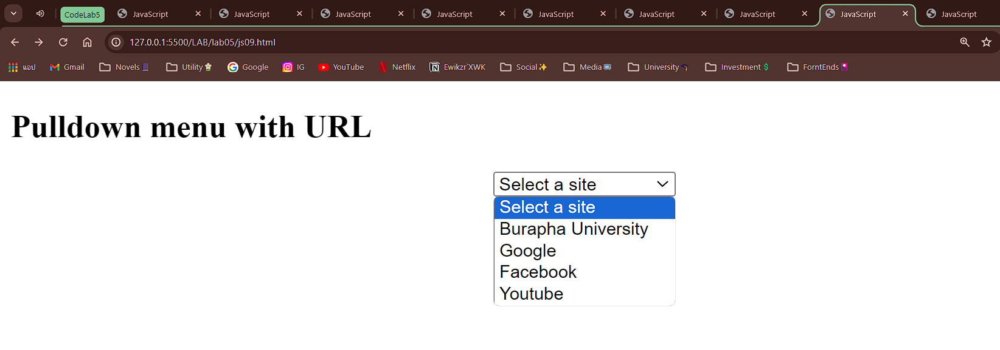 CodeLab5 JavaScript JavaScript JavaScript JavaScript JavaScript JavaScript JavaScript JavaScript JavaScript
127.0.0.1:5500/LAB/lab05/js09.html
แอป Gmail Novels Utility Google IG YouTube Netflix Ewikzr`XWK Social✨ Media University Investment ForntEnds
Pulldown menu with URL
Select a site
Select a site
Burapha University
Google
Facebook
Youtube